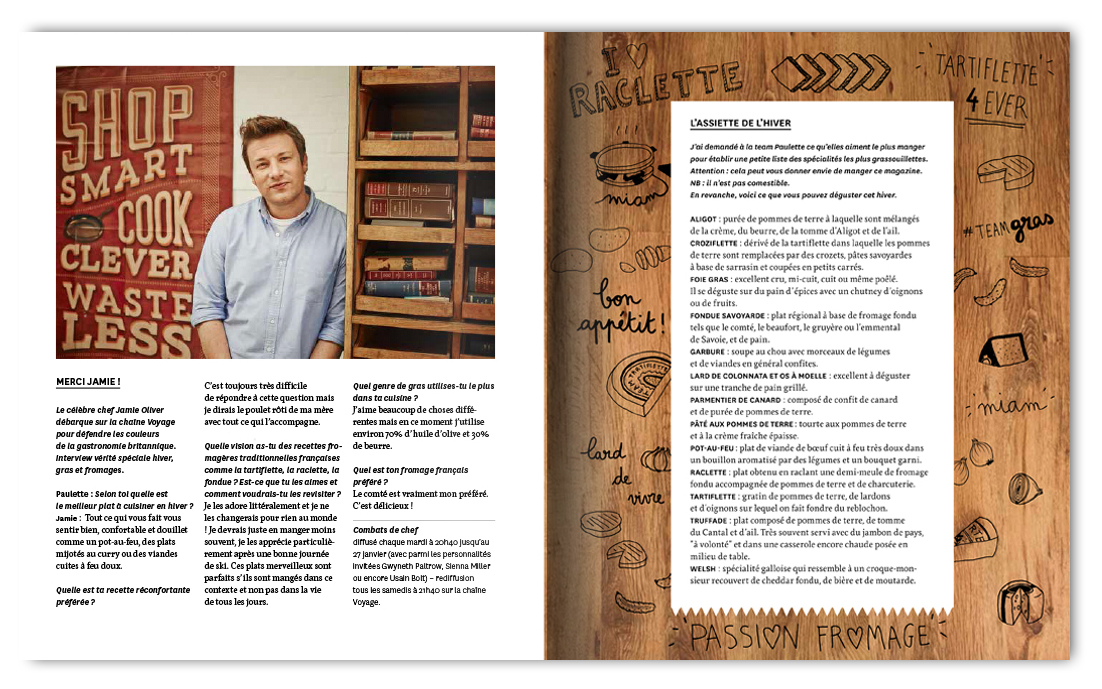 SHOP
SMART
COOK
CLEVER
WASTE
LESS
MERCI JAMIE !
Le célèbre chef Jamie Oliver
débarque sur la chaîne Voyage
pour défendre les couleurs
de la gastronomie britannique.
Interview vérité spéciale hiver,
gras et fromages.
Paulette : Selon toi quelle est
le meilleur plat à cuisiner en hiver ?
Jamie : Tout ce qui vous fait vous
sentir bien, confortable et douillet
comme un pot-au-feu, des plats
mijotés au curry ou des viandes
cuites à feu doux.
Quelle est ta recette réconfortante
préférée ?
C'est toujours très difficile
de répondre à cette question mais
je dirais le poulet rôti de ma mère
avec tout ce qui l'accompagne.
Quelle vision as-tu des recettes fro-
magères traditionnelles françaises
comme la tartiflette, la raclette, la
fondue ? Est-ce que tu les aimes et
comment voudrais-tu les revisiter ?
Je les adore littéralement et je ne
les changerais pour rien au monde
! Je devrais juste en manger moins
souvent, je les apprécie particuliè-
rement après une bonne journée
de ski. Ces plats merveilleux sont
parfaits s'ils sont mangés dans ce
contexte et non pas dans la vie
de tous les jours.
Quel genre de gras utilises-tu le plus
dans ta cuisine ?
J'aime beaucoup de choses diffé-
rentes mais en ce moment j'utilise
environ 70% d'huile d'olive et 30%
de beurre.
Quel est ton fromage français
préféré ?
Le comté est vraiment mon préféré.
C'est délicieux !
Combats de chef
diffusé chaque mardi à 20h40 jusqu'au
27 janvier (avec parmi les personnalités
invitées Gwyneth Paltrow, Sienna Miller
ou encore Usain Bolt) – rediffusion
tous les samedis à 21h40 sur la chaîne
Voyage.
I ♡
RACLETTE
TARTIFLETTE
4 EVER
miam
#TEAM gras
bon
appétit !
miam
lard
de
vivre
PASSION FROMAGE
L'ASSIETTE DE L'HIVER
J'ai demandé à la team Paulette ce qu'elles aiment le plus manger
pour établir une petite liste des spécialités les plus grassouillettes.
Attention : cela peut vous donner envie de manger ce magazine.
NB : il n'est pas comestible.
En revanche, voici ce que vous pouvez déguster cet hiver.
ALIGOT : purée de pommes de terre à laquelle sont mélangés
de la crème, du beurre, de la tomme d'Aligot et de l'ail.
CROZIFLETTE : dérivé de la tartiflette dans laquelle les pommes
de terre sont remplacées par des crozets, pâtes savoyardes
à base de sarrasin et coupées en petits carrés.
FOIE GRAS : excellent cru, mi-cuit, cuit ou même poêlé.
Il se déguste sur du pain d'épices avec un chutney d'oignons
ou de fruits.
FONDUE SAVOYARDE : plat régional à base de fromage fondu
tels que le comté, le beaufort, le gruyère ou l'emmental
de Savoie, et de pain.
GARBURE : soupe au chou avec morceaux de légumes
et de viandes en général confites.
LARD DE COLONNATA ET OS À MOELLE : excellent à déguster
sur une tranche de pain grillé.
PARMENTIER DE CANARD : composé de confit de canard
et de purée de pommes de terre.
PÂTÉ AUX POMMES DE TERRE : tourte aux pommes de terre
et à la crème fraîche épaisse.
POT-AU-FEU : plat de viande de bœuf cuit à feu très doux dans
un bouillon aromatisé par des légumes et un bouquet garni.
RACLETTE : plat obtenu en raclant une demi-meule de fromage
fondu accompagnée de pommes de terre et de charcuterie.
TARTIFLETTE : gratin de pommes de terre, de lardons
et d'oignons sur lequel on fait fondre du reblochon.
TRUFFADE : plat composé de pommes de terre, de tomme
du Cantal et d'ail. Très souvent servi avec du jambon de pays,
"à volonté" et dans une casserole encore chaude posée en
milieu de table.
WELSH : spécialité galloise qui ressemble à un croque-mon-
sieur recouvert de cheddar fondu, de bière et de moutarde.